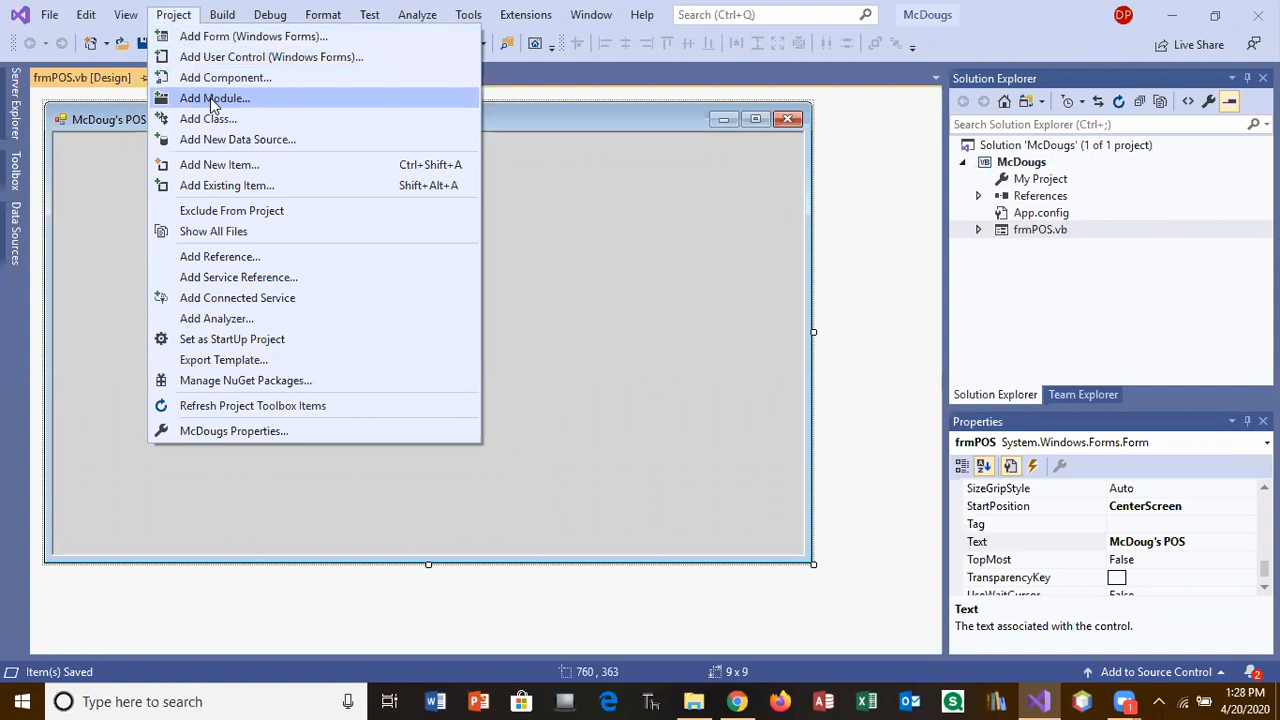 File Edit View Project Build Debug Format Test Analyze Tools Extensions Window Help Search (Ctrl+Q) McDougs DP
Live Share
frmPOS.vb [Design]
Server Explorer
Toolbox
Data Sources
McDoug's POS
Add Form (Windows Forms)...
Add User Control (Windows Forms)...
Add Component...
Add Module...
Add Class...
Add New Data Source...
Add New Item... Ctrl+Shift+A
Add Existing Item... Shift+Alt+A
Exclude From Project
Show All Files
Add Reference...
Add Service Reference...
Add Connected Service
Add Analyzer...
Set as StartUp Project
Export Template...
Manage NuGet Packages...
Refresh Project Toolbox Items
McDougs Properties...
Solution Explorer
Search Solution Explorer (Ctrl+;)
Solution 'McDougs' (1 of 1 project)
VB McDougs
My Project
References
App.config
frmPOS.vb
Solution Explorer Team Explorer
Properties
frmPOS System.Windows.Forms.Form
SizeGripStyle Auto
StartPosition CenterScreen
Tag
Text McDoug's POS
TopMost False
TransparencyKey
UseWaitCursor False
Text
The text associated with the control.
Item(s) Saved 760 , 363 9 x 9 Add to Source Control 2
Type here to search 1:28 PM
4/20/2020